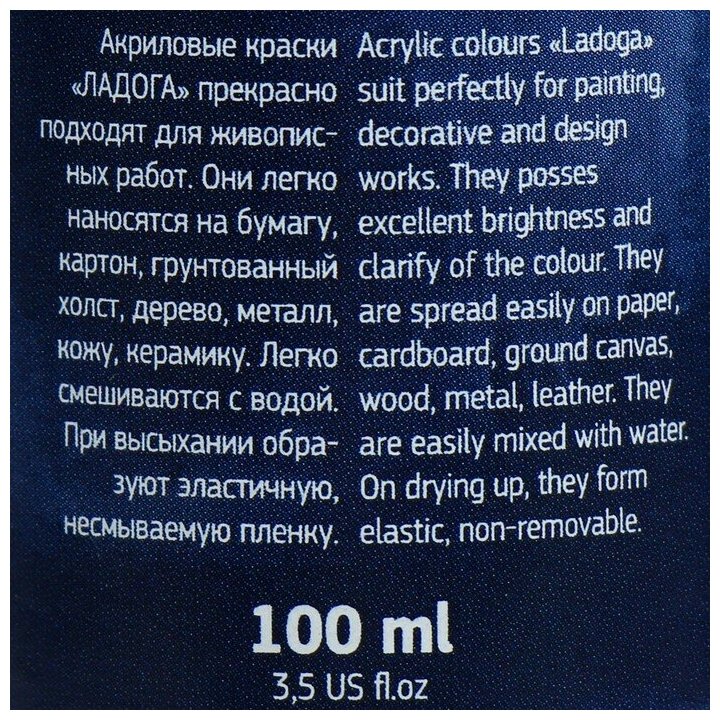 Акриловые краски
«ЛАДОГА» прекрасно
подходят для живопис-
ных работ. Они легко
наносятся на бумагу,
картон, грунтованный
холст, дерево, металл,
кожу, керамику. Легко
смешиваются с водой.
При высыхании обра-
зуют эластичную,
несмываемую пленку.
Acrylic colours «Ladoga»
suit perfectly for painting,
decorative and design
works. They posses
excellent brightness and
clarify of the colour. They
are spread easily on paper,
cardboard, ground canvas,
wood, metal, leather. They
are easily mixed with water.
On drying up, they form
elastic, non-removable.
100 ml
3,5 US fl.oz